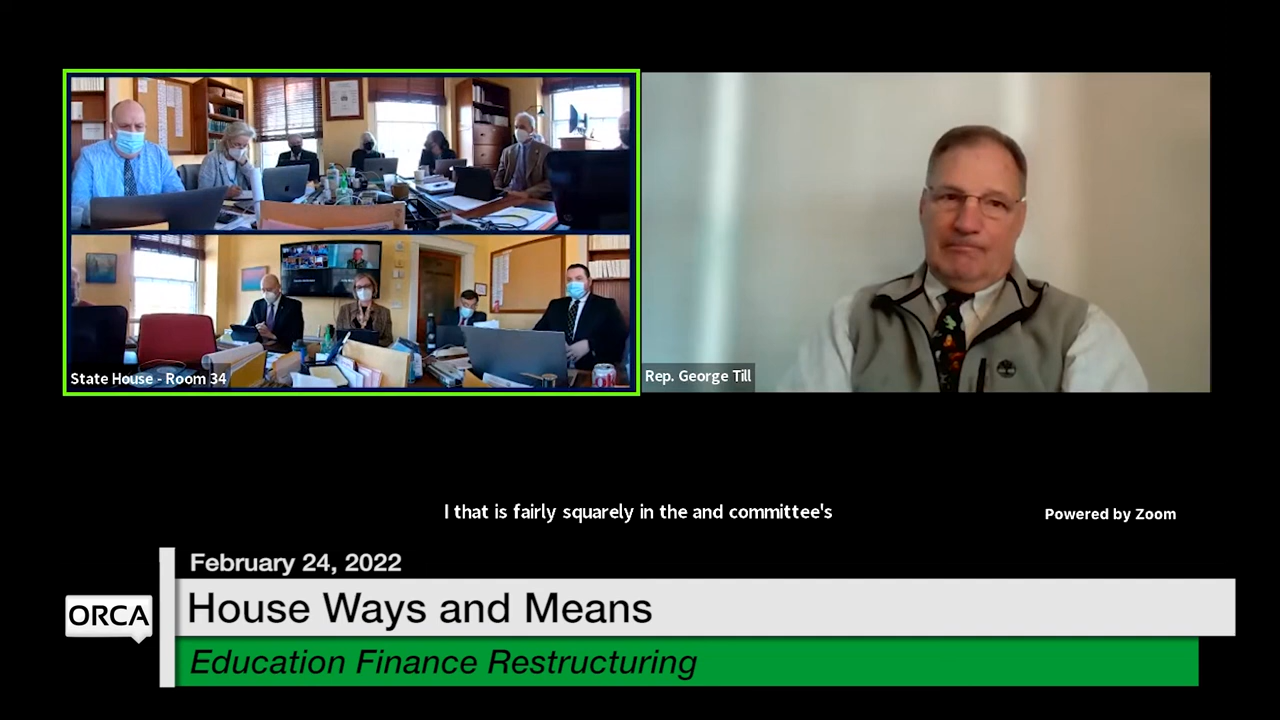 State House - Room 34
Rep. George Till
I that is fairly squarely in the and committee's
Powered by Zoom
February 24, 2022
ORCA
House Ways and Means
Education Finance Restructuring